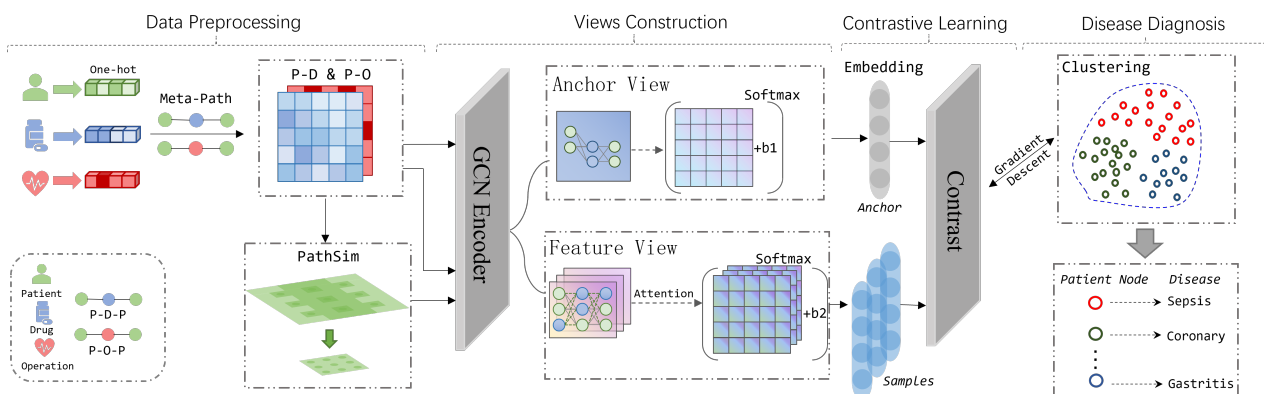 Data Preprocessing
Views Construction
Contrastive Learning
Disease Diagnosis
One-hot
Meta-Path
P-D & P-O
PathSim
Patient
Drug
Operation
P-D-P
P-O-P
GCN Encoder
Anchor View
Softmax
+b1
Feature View
Attention
Softmax
+b2
Embedding
Anchor
Samples
Contrast
Gradient
Descent
Clustering
Patient Node Disease
Sepsis
Coronary
Gastritis